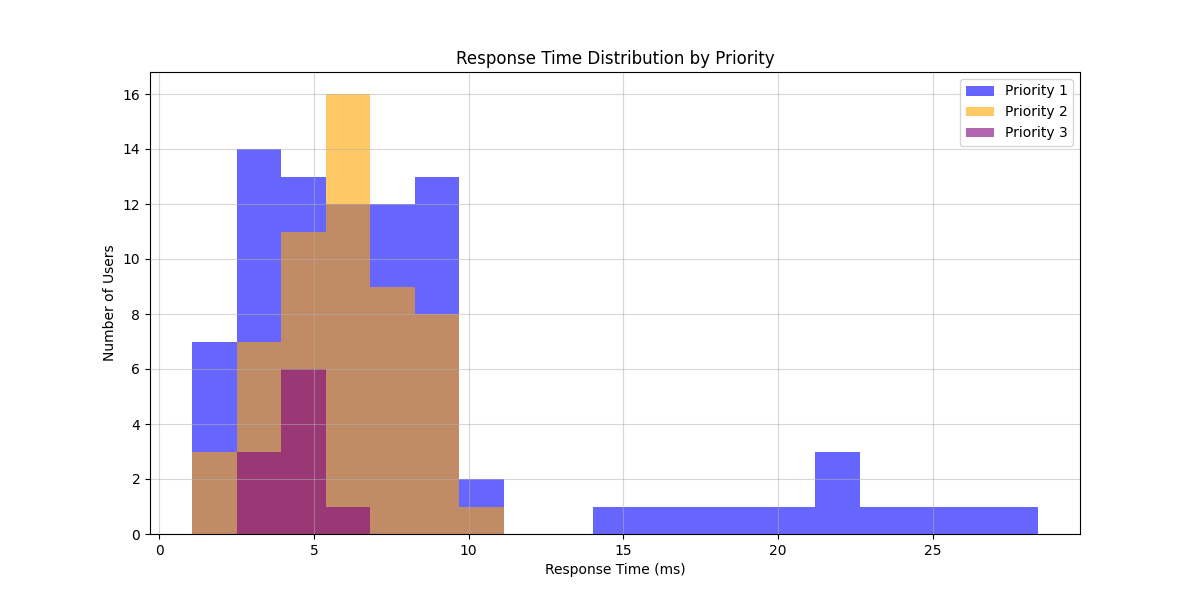 Response Time Distribution by Priority
Priority 1
Priority 2
Priority 3
16
14
12
10
8
6
4
2
0
Number of Users
0 5 10 15 20 25
Response Time (ms)